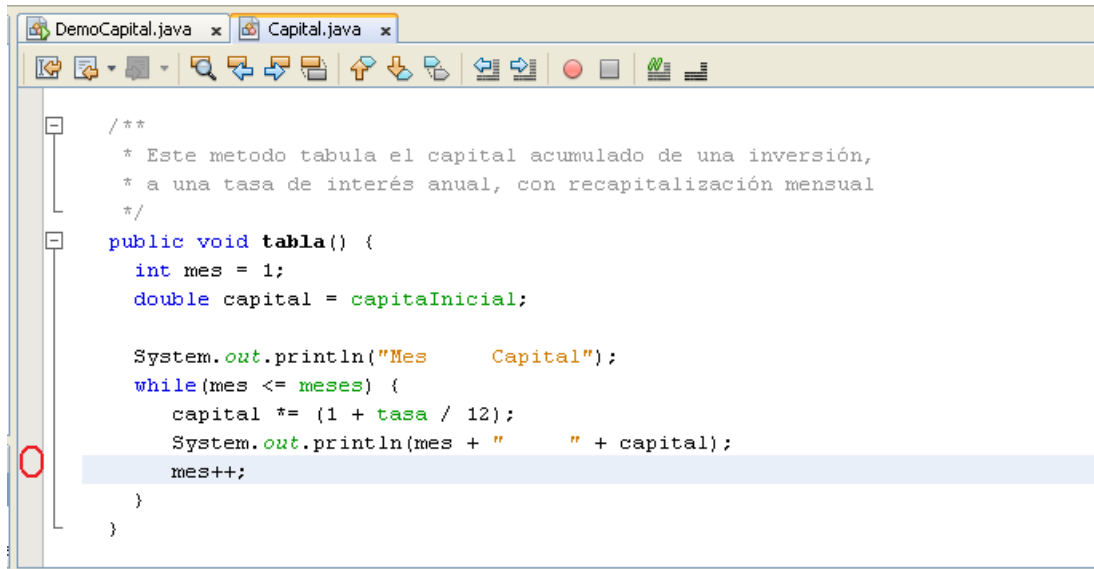 DemoCapital.java x Capital.java x
/**
* Este metodo tabula el capital acumulado de una inversión,
* a una tasa de interés anual, con recapitalización mensual
*/
public void tabla() {
int mes = 1;
double capital = capitaInicial;
System.out.println("Mes     Capital");
while(mes <= meses) {
capital *= (1 + tasa / 12);
System.out.println(mes + "     " + capital);
mes++;
}
}